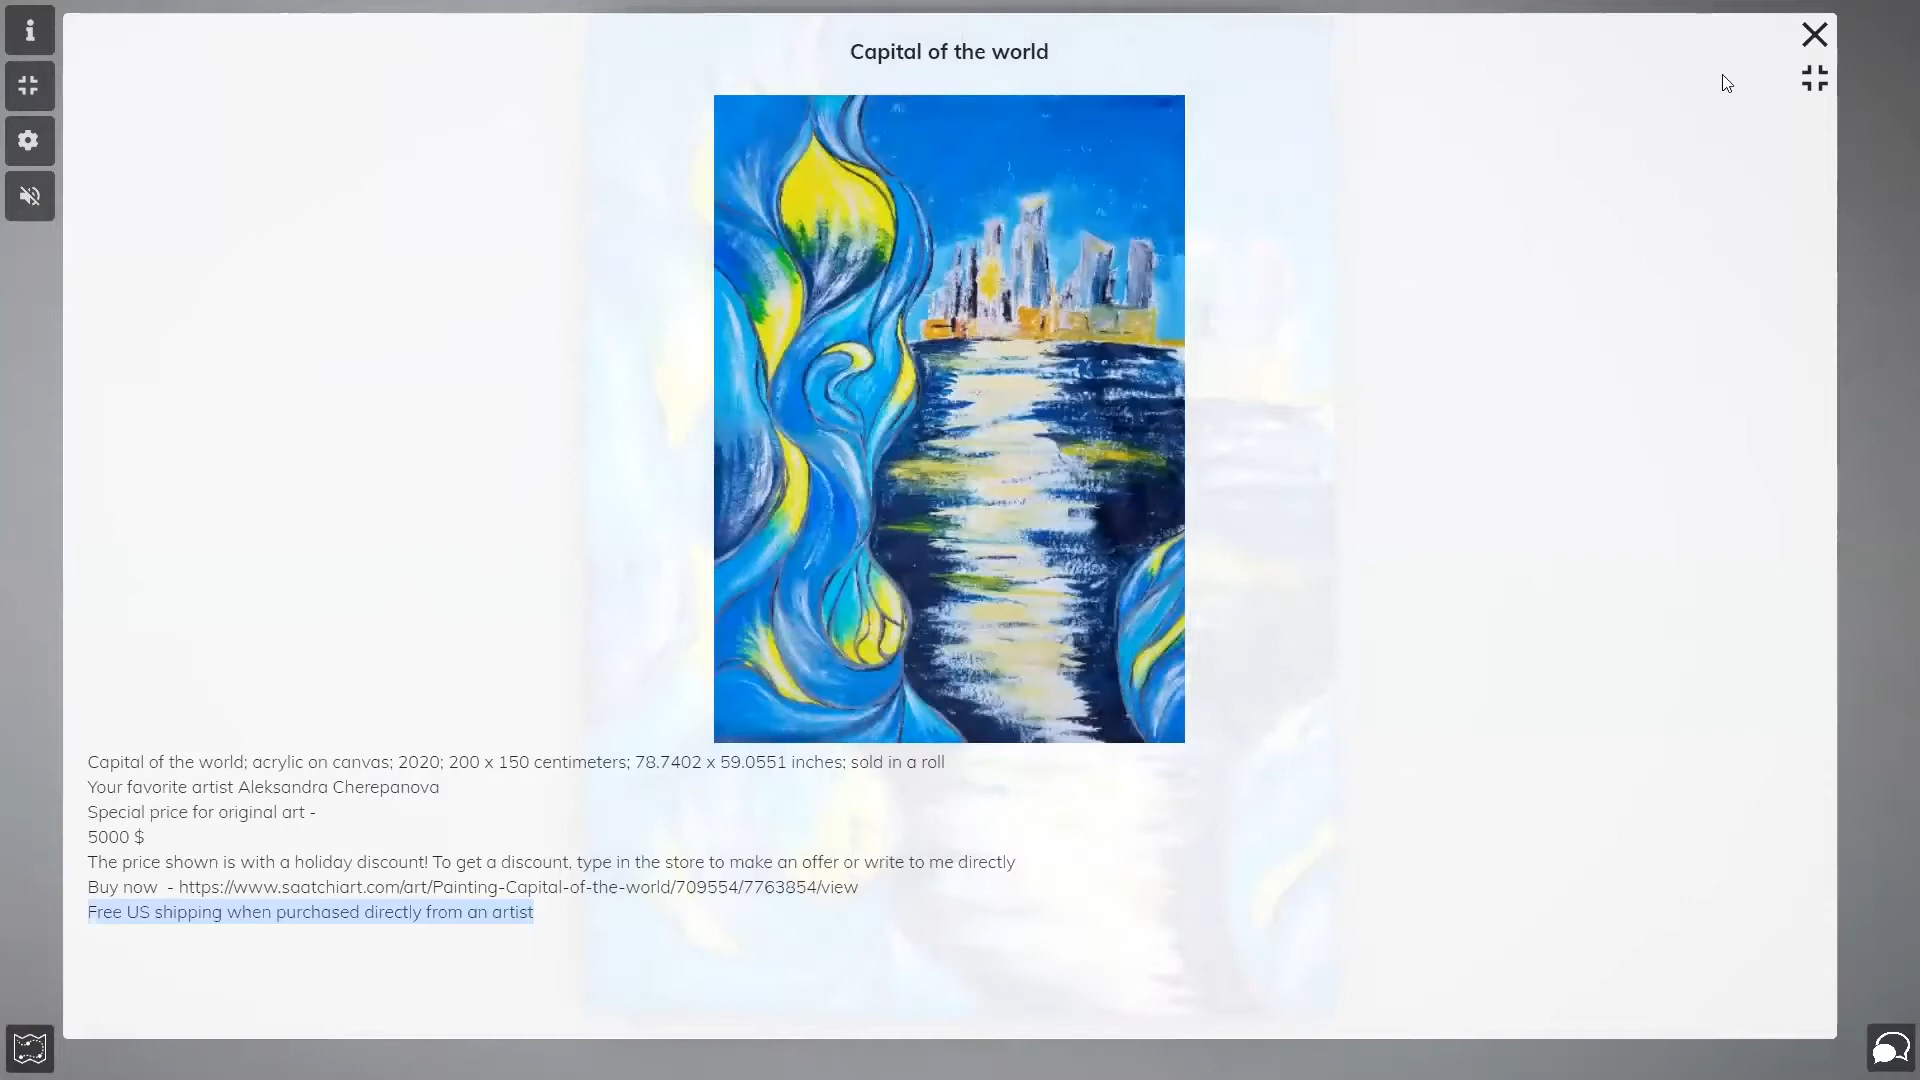 Capital of the world
Capital of the world; acrylic on canvas; 2020; 200 x 150 centimeters; 78.7402 x 59.0551 inches; sold in a roll
Your favorite artist Aleksandra Cherepanova
Special price for original art -
5000 $
The price shown is with a holiday discount! To get a discount, type in the store to make an offer or write to me directly
Buy now  - https://www.saatchiart.com/art/Painting-Capital-of-the-world/709554/7763854/view
Free US shipping when purchased directly from an artist